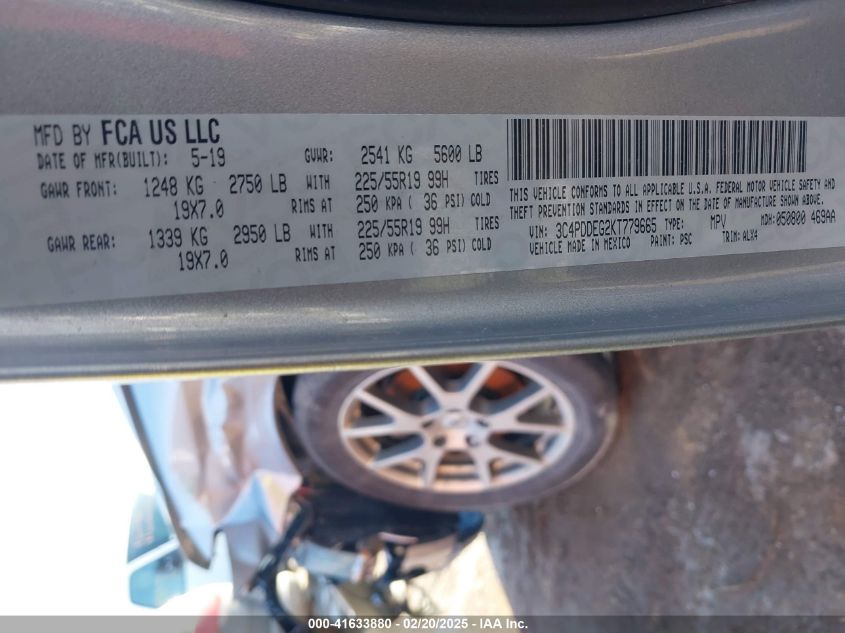 MFD BY FCA US LLC
DATE OF MFR(BUILT): 5-19 GVWR: 2541 KG 5600 LB
GAWR FRONT: 1248 KG 2750 LB WITH 225/55R19 99H TIRES
19X7.0 RIMS AT 250 KPA ( 36 PSI) COLD
GAWR REAR: 1339 KG 2950 LB WITH 225/55R19 99H TIRES
19X7.0 RIMS AT 250 KPA ( 36 PSI) COLD
THIS VEHICLE CONFORMS TO ALL APPLICABLE U.S.A. FEDERAL MOTOR VEHICLE SAFETY AND
THEFT PREVENTION STANDARDS IN EFFECT ON THE DATE OF MANUFACTURE SHOWN ABOVE.
VIN: 3C4PDDEG2KT779665 TYPE: MPV MDH: 050800 469AA
VEHICLE MADE IN MEXICO PAINT: PSC TRIM: ALX4
000-41633880 - 02/20/2025 - IAA Inc.